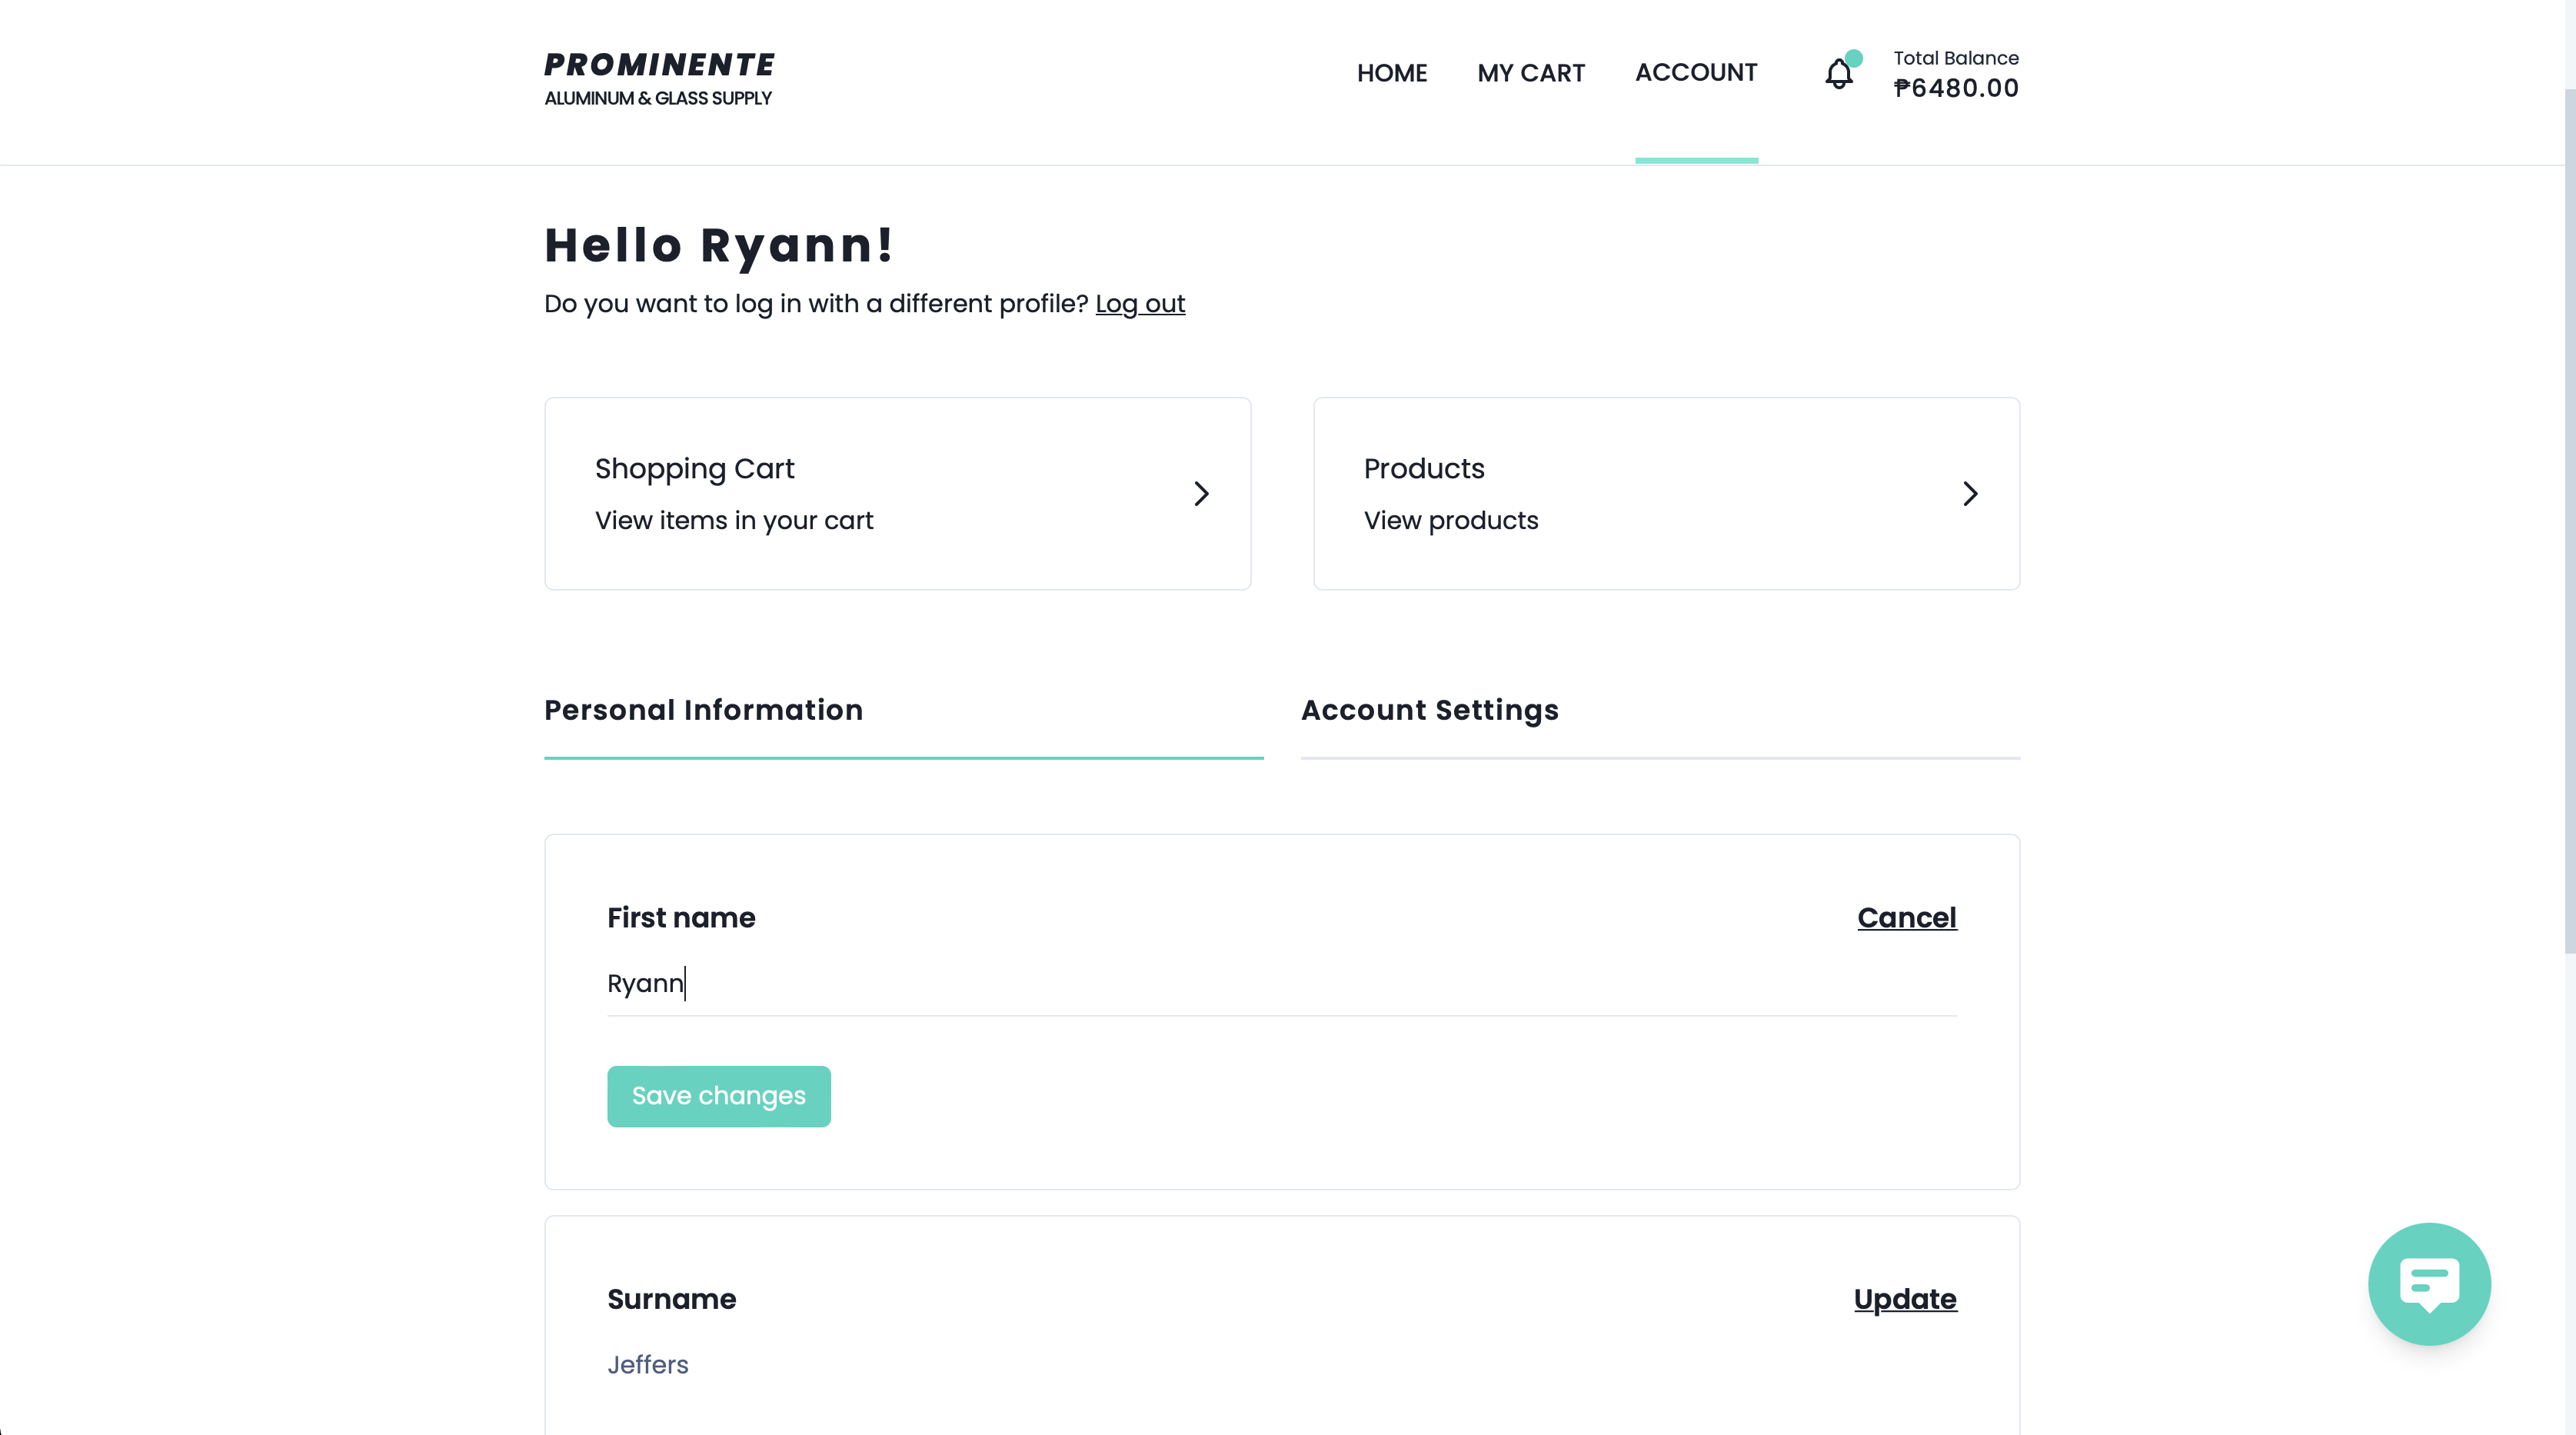 PROMINENTE
ALUMINUM & GLASS SUPPLY
HOME
MY CART
ACCOUNT
Total Balance
₱6480.00
Hello Ryann!
Do you want to log in with a different profile? Log out
Shopping Cart
View items in your cart
Products
View products
Personal Information
Account Settings
First name
Cancel
Ryann
Save changes
Surname
Update
Jeffers